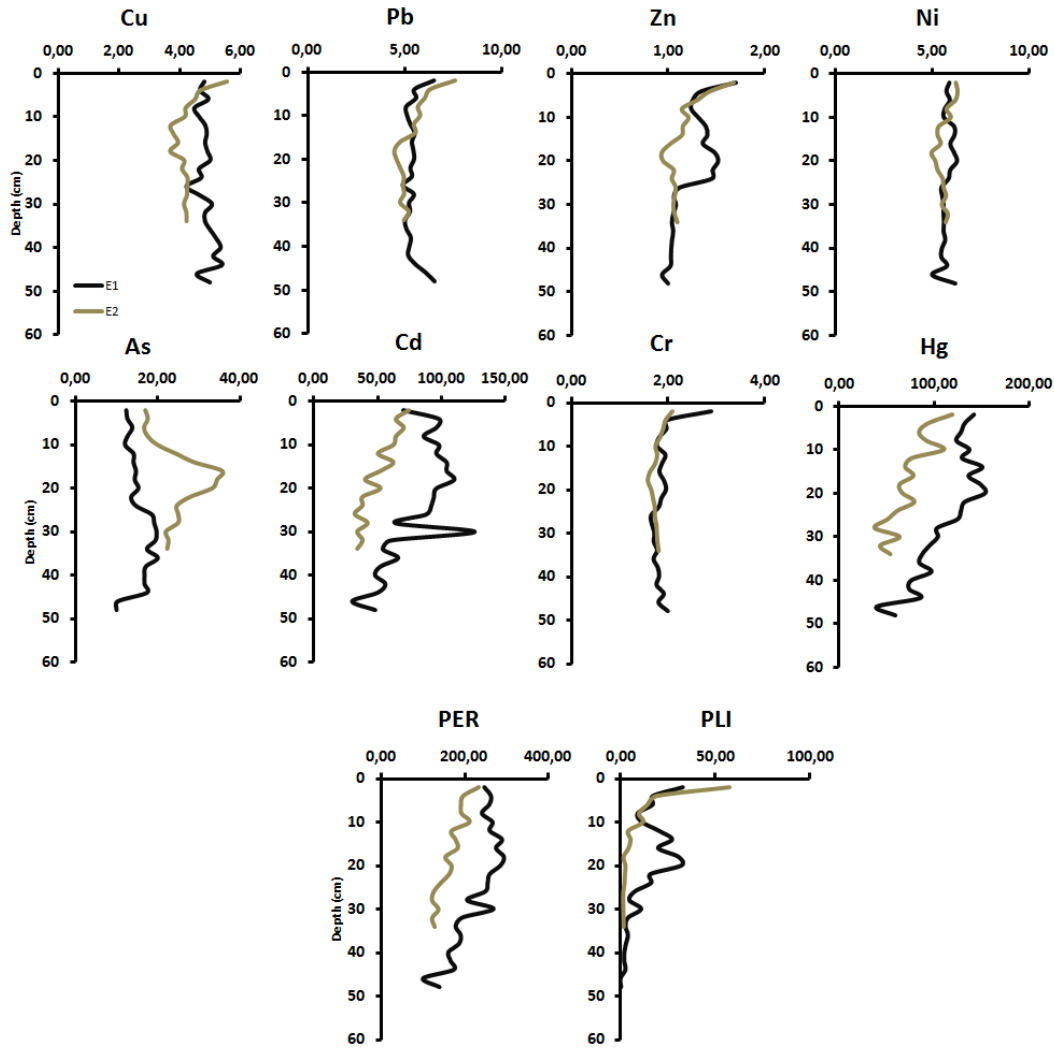 Cu Pb Zn Ni
0,00 2,00 4,00 6,00 0,00 5,00 10,00 0,00 1,00 2,00 0,00 5,00 10,00
0 0 0 0
10 10 10 10
20 20 20 20
30 30 30 30
40 40 40 40
50 50 50 50
60 60 60 60
Depth (cm)
E1
E2
As Cd Cr Hg
0,00 20,00 40,00 0,00 50,00 100,00 150,00 0,00 2,00 4,00 0,00 100,00 200,00
0 0 0 0
10 10 10 10
20 20 20 20
30 30 30 30
40 40 40 40
50 50 50 50
60 60 60 60
Depth (cm)
PER PLI
0,00 200,00 400,00 0,00 50,00 100,00
0 0
10 10
20 20
30 30
40 40
50 50
60 60
Depth (cm)